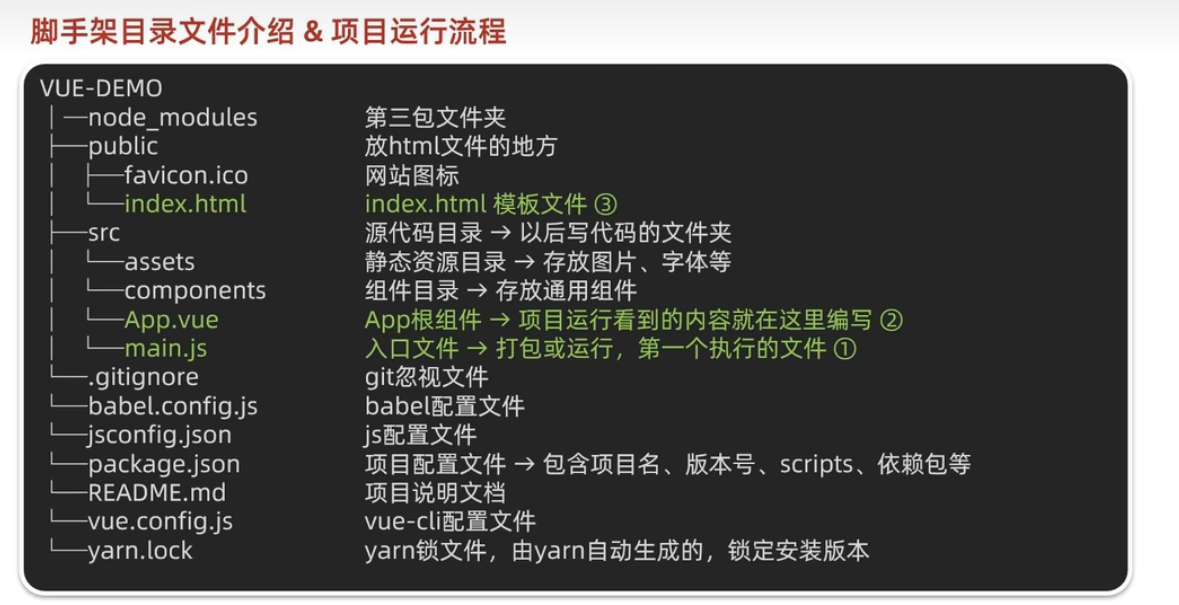 脚手架目录文件介绍 & 项目运行流程
VUE-DEMO
│ ─node_modules 第三包文件夹
├──public 放html文件的地方
│ ├──favicon.ico 网站图标
│ └──index.html index.html 模板文件 ③
├──src 源代码目录 → 以后写代码的文件夹
│ └──assets 静态资源目录 → 存放图片、字体等
│ └──components 组件目录 → 存放通用组件
│ └──App.vue App根组件 → 项目运行看到的内容就在这里编写 ②
│ └──main.js 入口文件 → 打包或运行，第一个执行的文件 ①
└──.gitignore git忽视文件
└──babel.config.js babel配置文件
└──jsconfig.json js配置文件
└──package.json 项目配置文件 → 包含项目名、版本号、scripts、依赖包等
└──README.md 项目说明文档
└──vue.config.js vue-cli配置文件
└──yarn.lock yarn锁文件，由yarn自动生成的，锁定安装版本